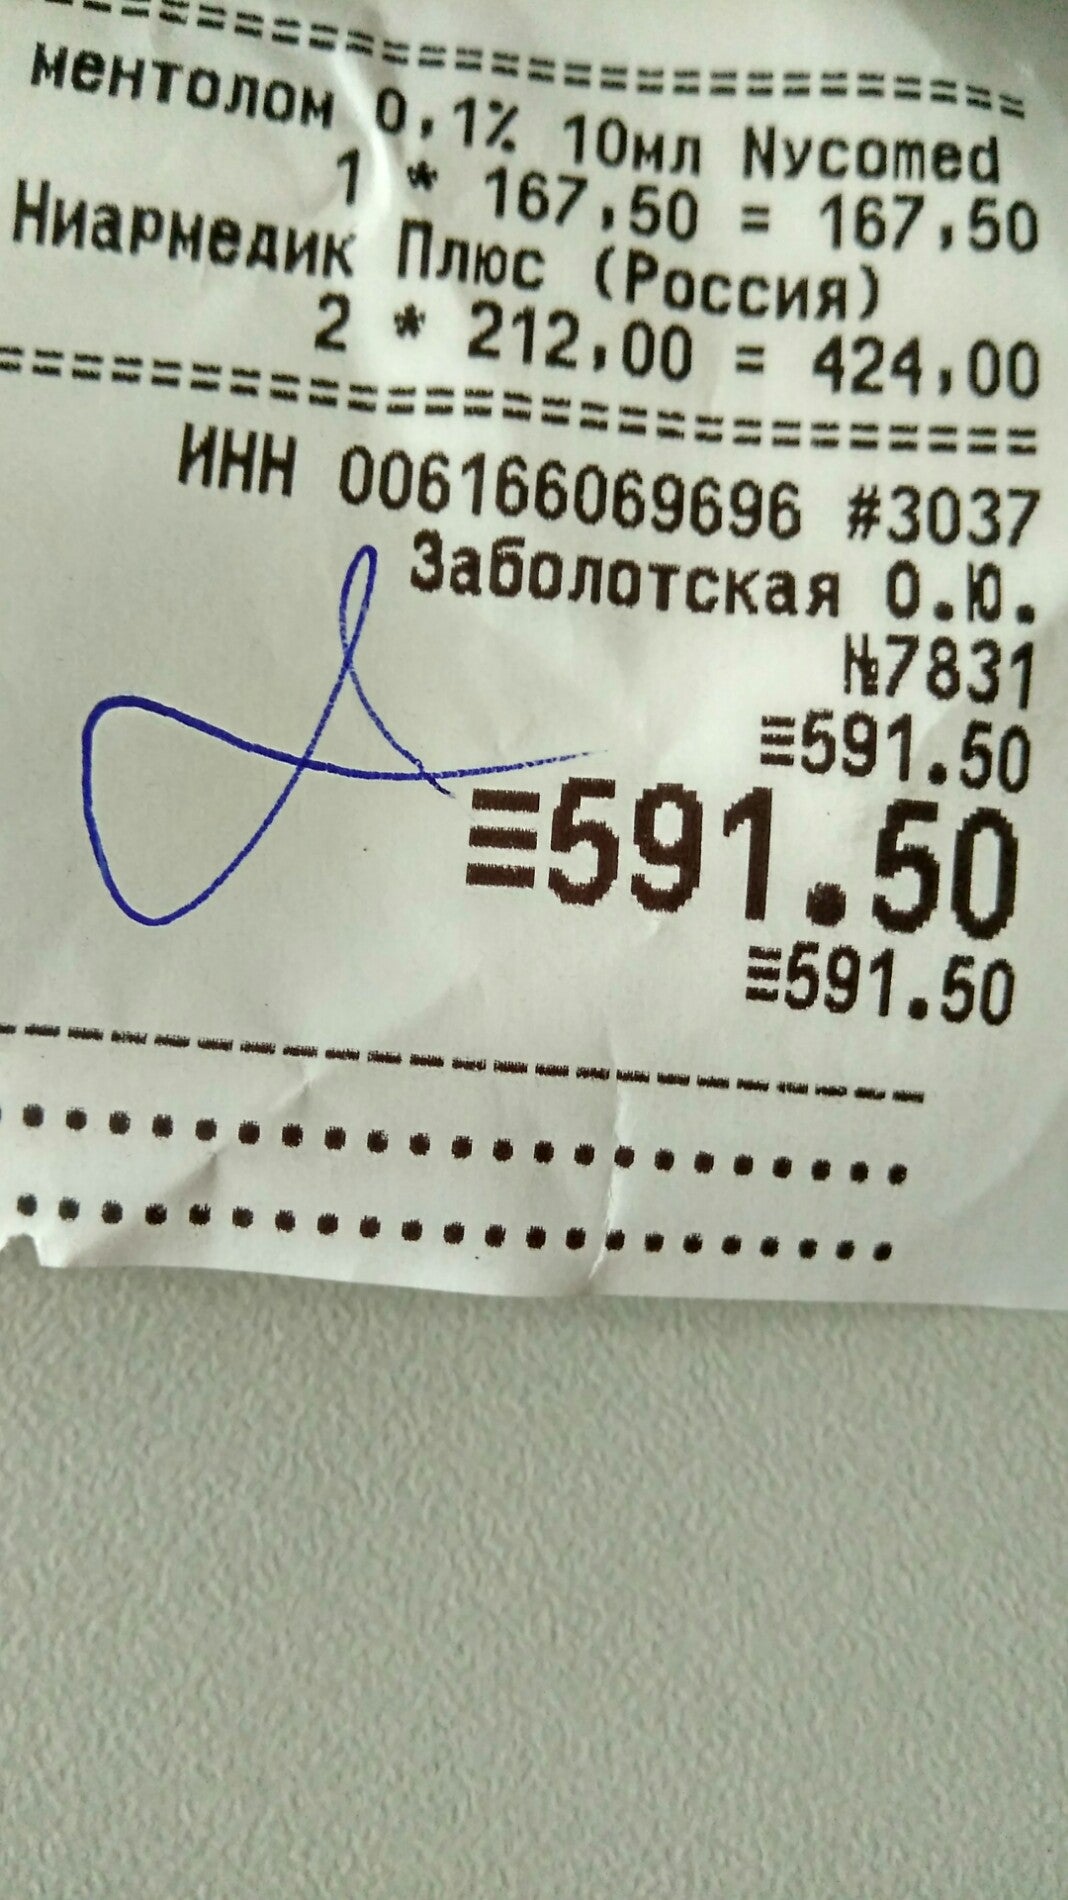 ментолом 0,1% 10мл Nycomed
1 * 167,50 = 167,50
Ниармедик Плюс (Россия)
2 * 212,00 = 424,00
ИНН 006166069696 #3037
Заболотская О.Ю.
№7831
≡591.50
≡591.50
≡591.50